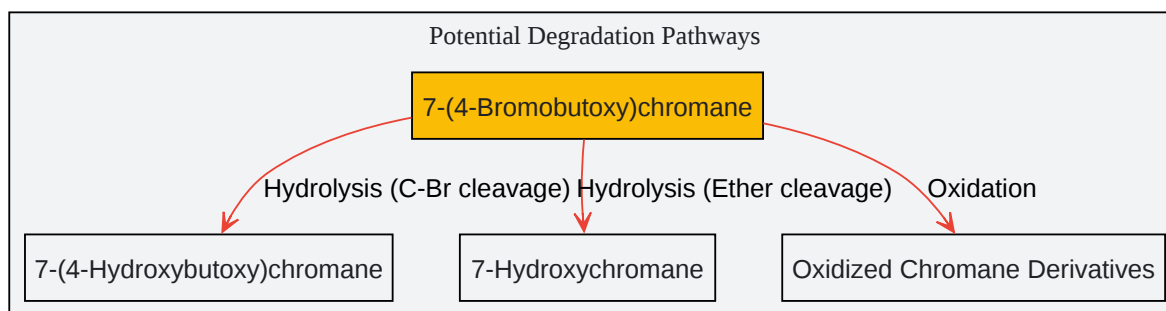 Potential Degradation Pathways
7-(4-Bromobutoxy)chromane
Hydrolysis (C-Br cleavage) Hydrolysis (Ether cleavage) Oxidation
7-(4-Hydroxybutoxy)chromane 7-Hydroxychromane Oxidized Chromane Derivatives